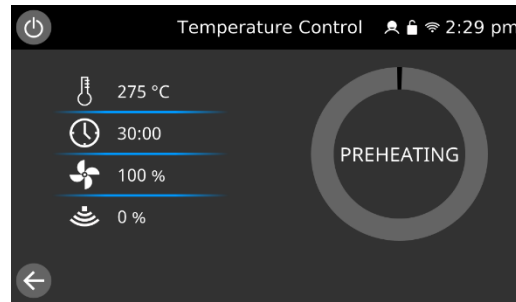 Temperature Control 2:29 pm
275 °C
30:00
100 %
0 %
PREHEATING